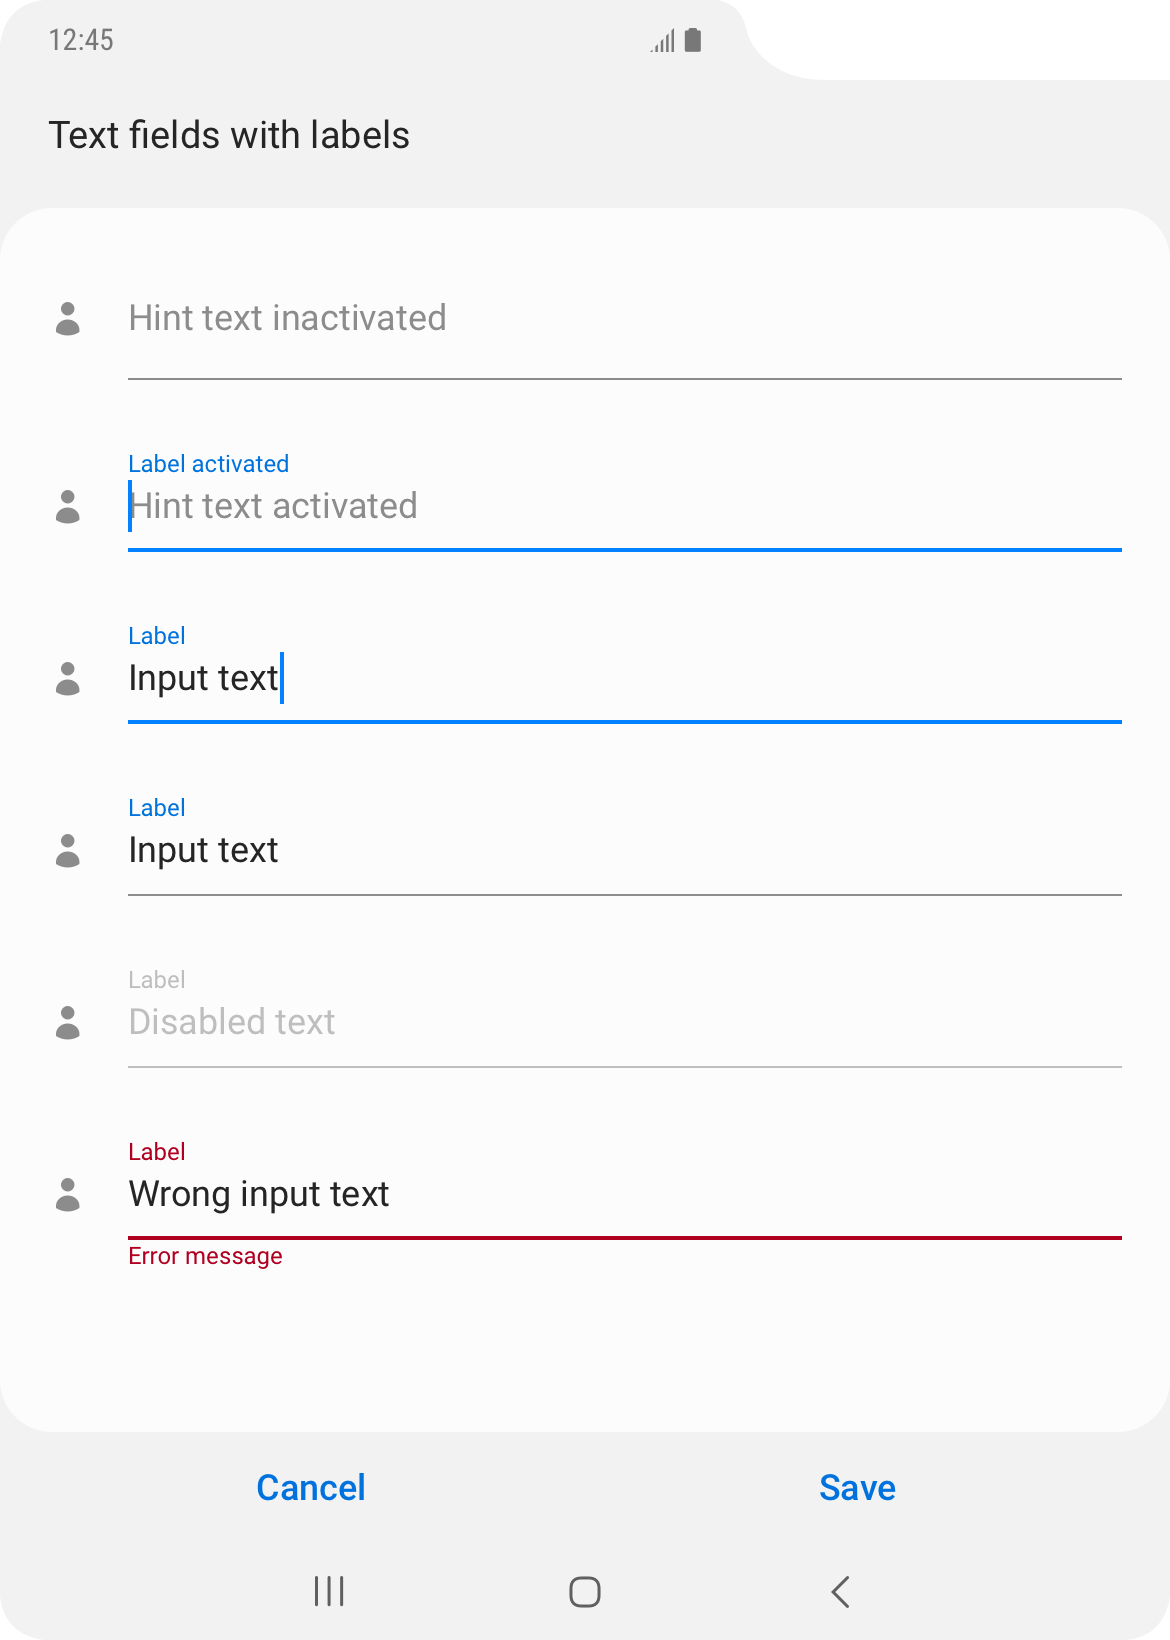 12:45
Text fields with labels
Hint text inactivated
Label activated
Hint text activated
Label
Input text
Label
Input text
Label
Disabled text
Label
Wrong input text
Error message
Cancel Save